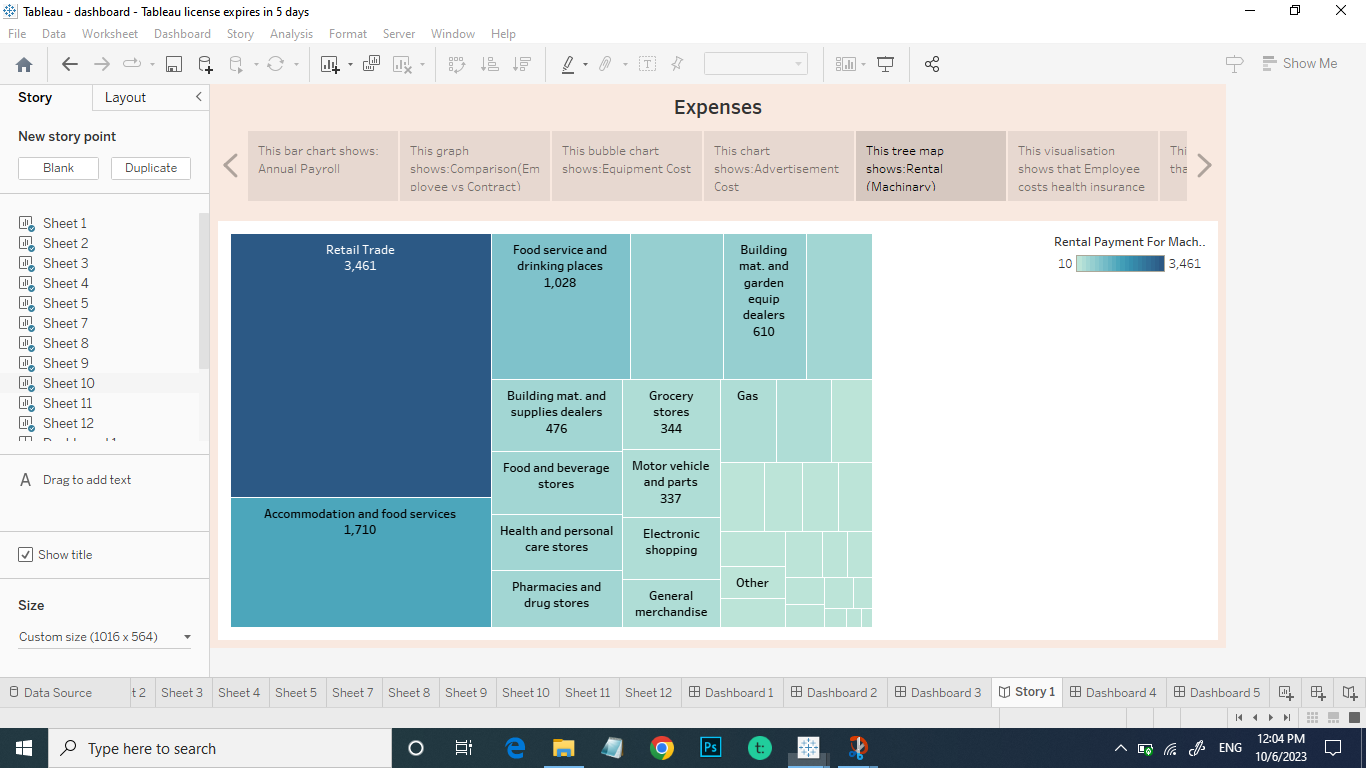 Tableau - dashboard - Tableau license expires in 5 days
File Data Worksheet Dashboard Story Analysis Format Server Window Help
Show Me
Story
Layout
New story point
Blank
Duplicate
Sheet 1
Sheet 2
Sheet 3
Sheet 4
Sheet 5
Sheet 7
Sheet 8
Sheet 9
Sheet 10
Sheet 11
Sheet 12
A Drag to add text
Show title
Size
Custom size (1016 x 564)
Expenses
This bar chart shows:
Annual Payroll
This graph
shows:Comparison(Em
ployee vs Contract)
This bubble chart
shows:Equipment Cost
This chart
shows:Advertisement
Cost
This tree map
shows:Rental
(Machinary)
This visualisation
shows that Employee
costs health insurance
Retail Trade
3,461
Accommodation and food services
1,710
Food service and
drinking places
1,028
Building
mat. and
garden
equip
dealers
610
Building mat. and
supplies dealers
476
Food and beverage
stores
Health and personal
care stores
Pharmacies and
drug stores
Grocery
stores
344
Motor vehicle
and parts
337
Electronic
shopping
General
merchandise
Gas
Other
Rental Payment For Mach..
10 3,461
Data Source t 2 Sheet 3 Sheet 4 Sheet 5 Sheet 7 Sheet 8 Sheet 9 Sheet 10 Sheet 11 Sheet 12 Dashboard 1 Dashboard 2 Dashboard 3 Story 1 Dashboard 4 Dashboard 5
Type here to search
Ps
t:
ENG
12:04 PM
10/6/2023